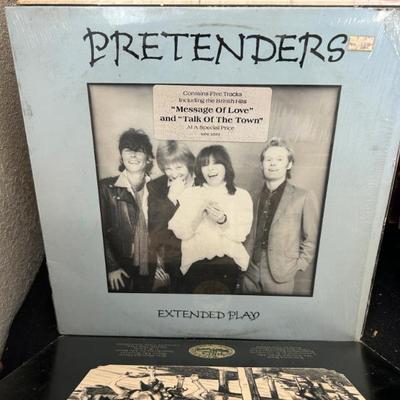 PRETENDERS
Contains Five Tracks
Including the British Hits
"Message Of Love"
and "Talk Of The Town"
At A Special Price
EXTENDED PLAY